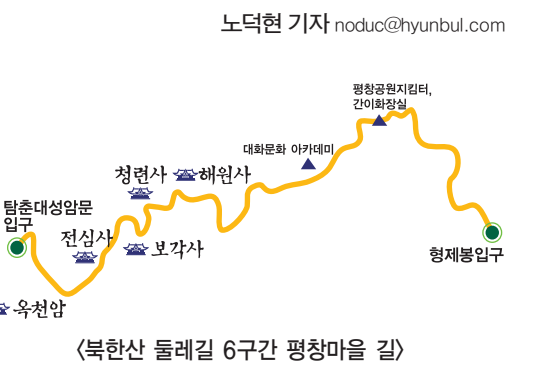 노덕현 기자 noduc@hyunbul.com
평창공원지킴터,
간이화장실
대화문화 아카데미
청련사
해원사
탐춘대성암문
입구
전심사
보각사
형제봉입구
옥천암
〈북한산 둘레길 6구간 평창마을 길〉